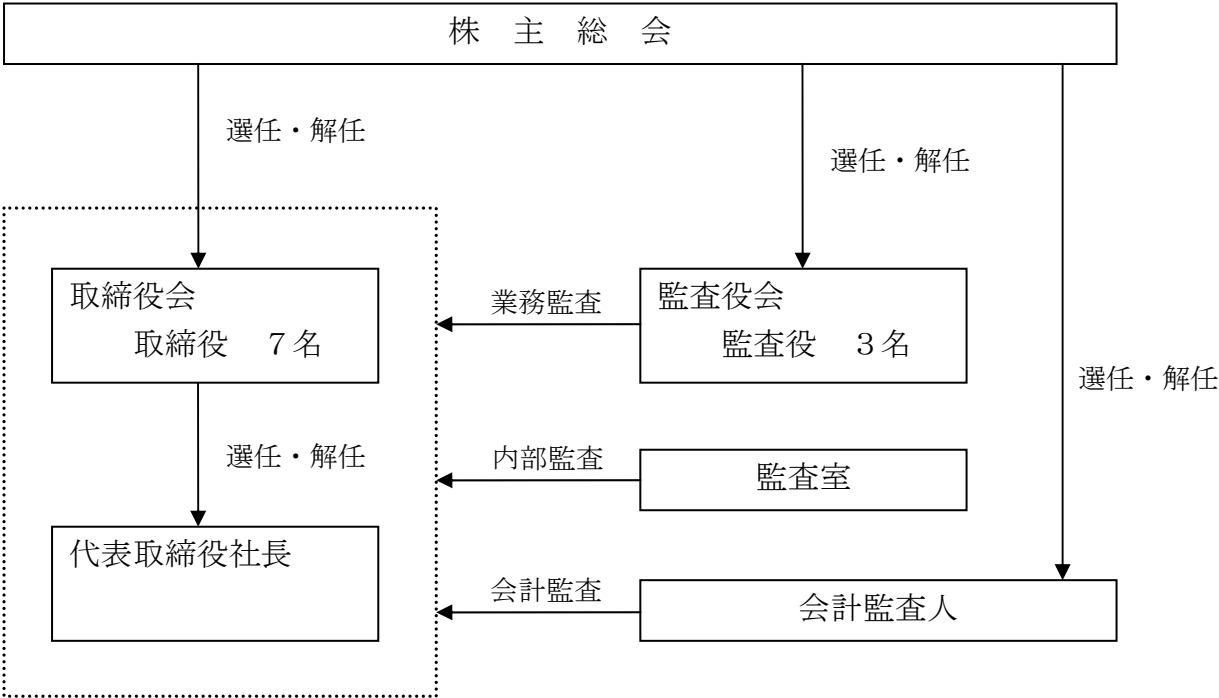 株　主　総　会
選任・解任
選任・解任
取締役会
取締役　７名
業務監査
監査役会
監査役　３名
選任・解任
選任・解任
内部監査
監査室
代表取締役社長
会計監査
会計監査人